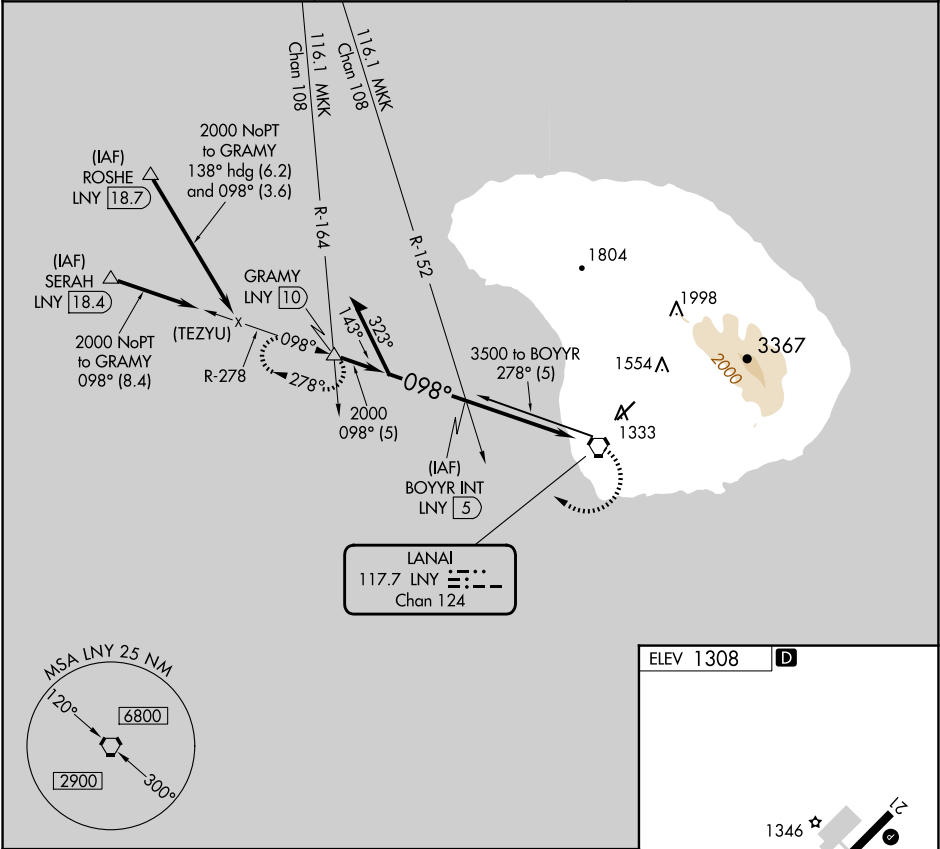 116.1 MKK
Chan 108
116.1 MKK
Chan 108
2000 NoPT
to GRAMY
138° hdg (6.2)
and 098° (3.6)
(IAF)
ROSHE
LNY 18.7
R-164
R-152
1804
(IAF)
SERAH
LNY 18.4
GRAMY
LNY 10
1998
(TEZYU)
098°
143°
323°
3367
2000 NoPT
to GRAMY
098° (8.4)
R-278
278°
3500 to BOYYR
278° (5)
1554
2000
098°
2000
098° (5)
1333
(IAF)
BOYYR INT
LNY 5
LANAI
117.7 LNY
Chan 124
MSA LNY 25 NM
120°
6800
2900
300°
ELEV 1308 D
21
1346
P